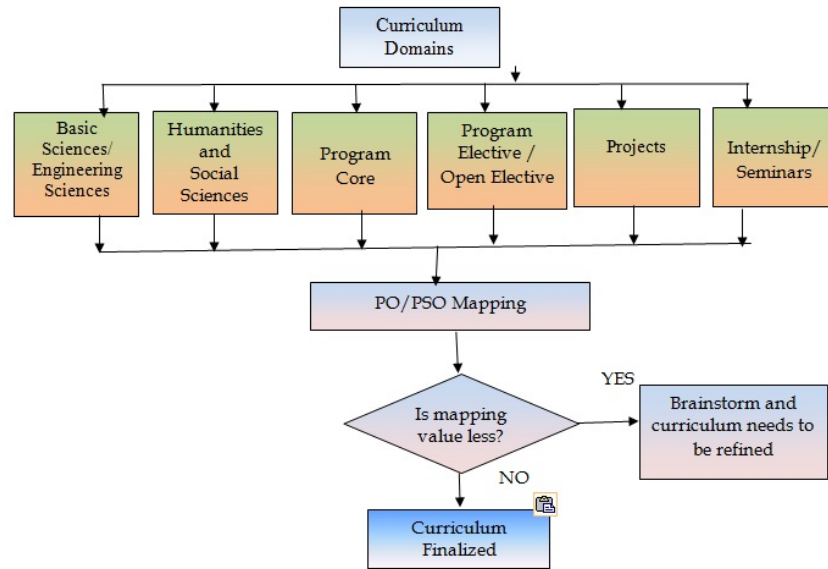 Curriculum
Domains
Basic
Sciences/
Engineering
Sciences
Humanities
and
Social
Sciences
Program
Core
Program
Elective /
Open Elective
Projects
Internship/
Seminars
PO/PSO Mapping
Is mapping
value less?
YES
Brainstorm and
curriculum needs to
be refined
NO
Curriculum
Finalized